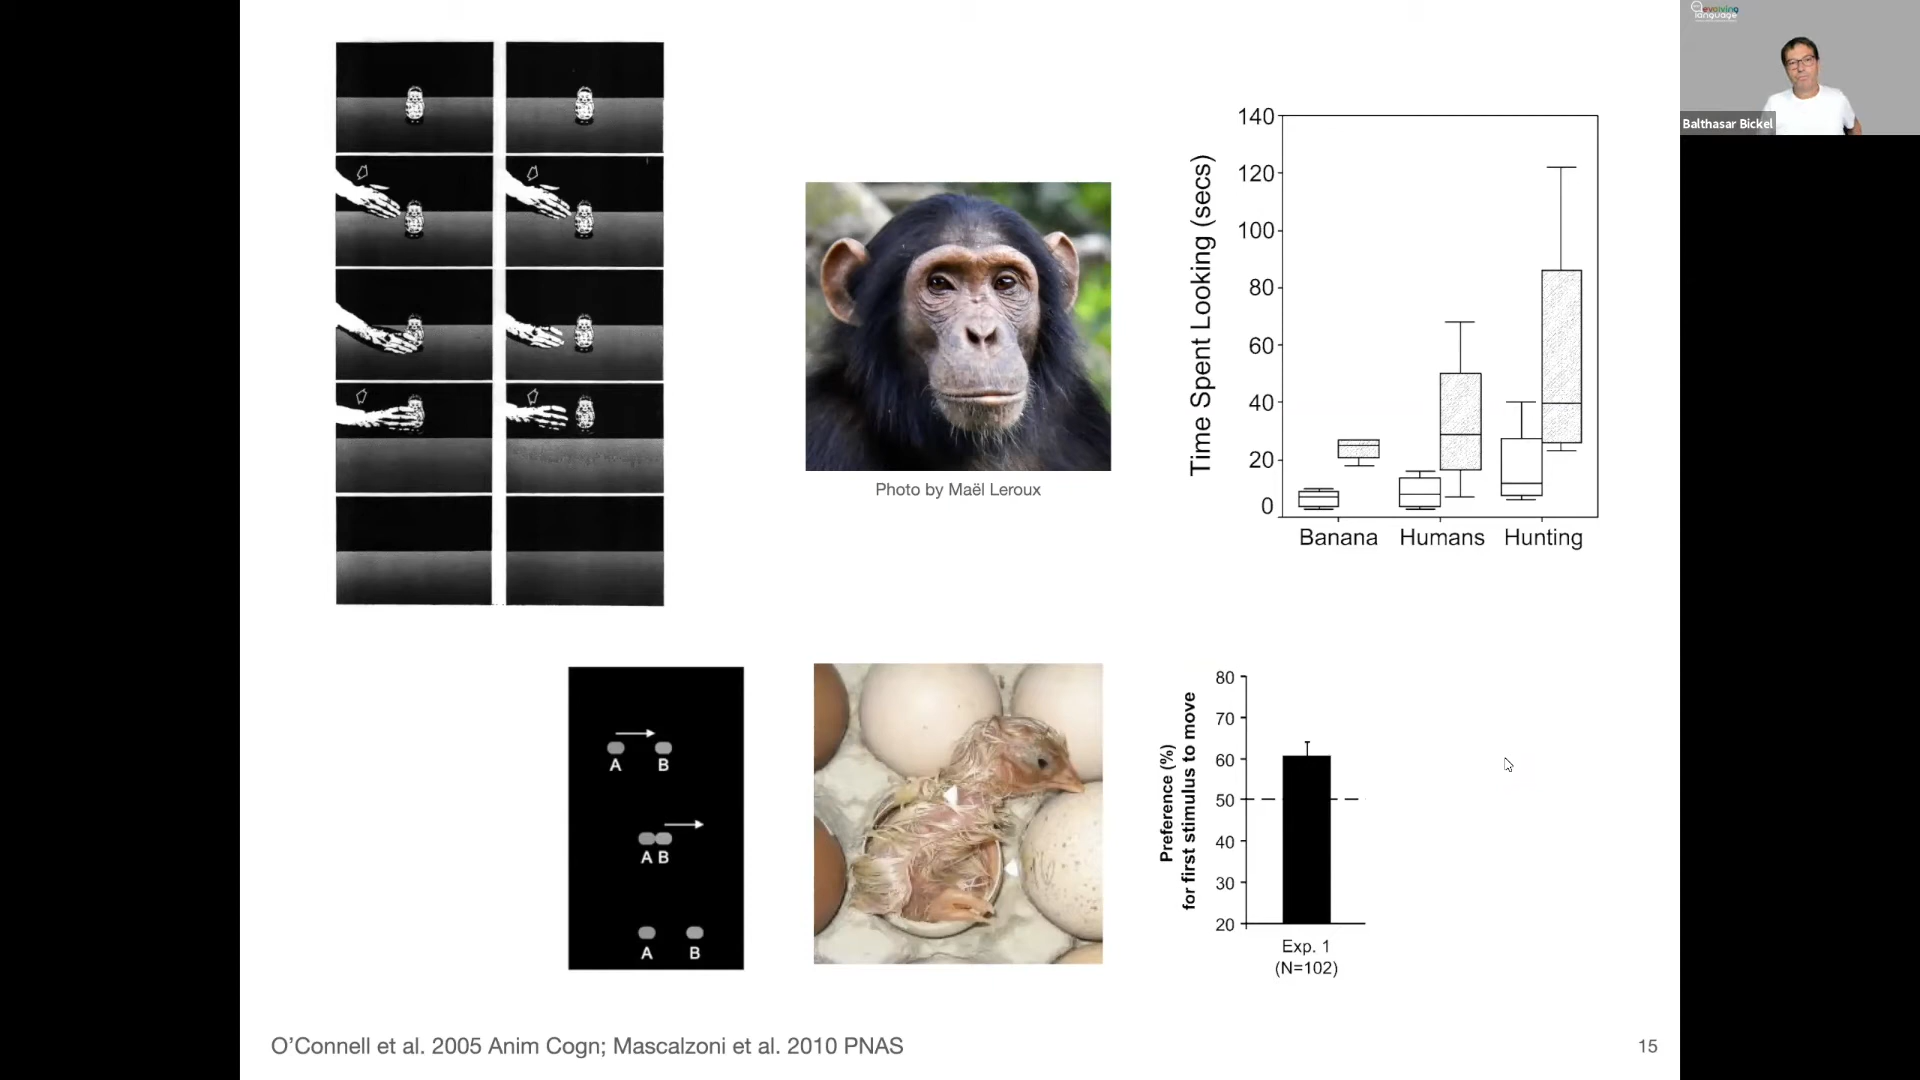 evolving
language
Balthasar Bickel
Photo by Maël Leroux
Time Spent Looking (secs)
140
120
100
80
60
40
20
0
Banana
Humans
Hunting
A B
A B
A B
Preference (%)
for first stimulus to move
80
70
60
50
40
30
20
Exp. 1
(N=102)
O’Connell et al. 2005 Anim Cogn; Mascalzoni et al. 2010 PNAS
15